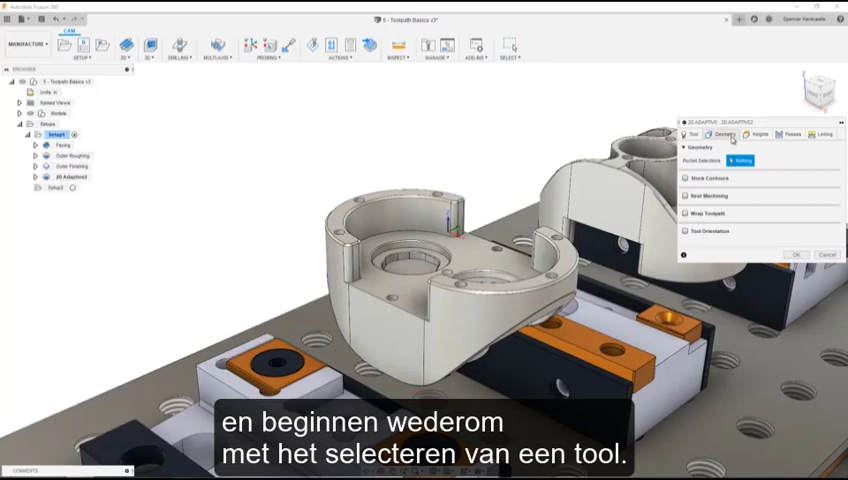 Autodesk Fusion 360
5 - Toolpath Basics v3*
Spencer Hardcastle
CAM
MANUFACTURE
SETUP
2D
3D
DRILLING
MULTI-AXIS
PROBING
ACTIONS
INSPECT
MANAGE
ADD-INS
SELECT
BROWSER
5 - Toolpath Basics v3
Units: in
Named Views
Models
Setups
Setup1
Facing
Outer Roughing
Outer Finishing
2D Adaptive2
Setup2
2D ADAPTIVE : 2D ADAPTIVE2
Tool
Geometry
Heights
Passes
Linking
Geometry
Pocket Selections
Nothing
Stock Contours
Rest Machining
Wrap Toolpath
Tool Orientation
OK
Cancel
en beginnen wederom
met het selecteren van een tool.
COMMENTS